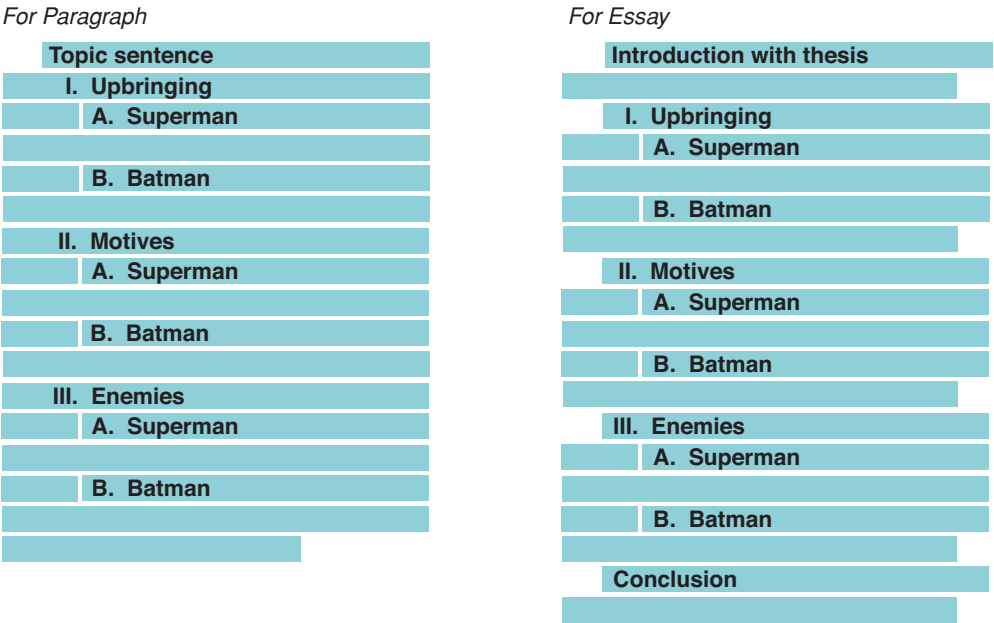 For Paragraph
Topic sentence
I. Upbringing
A. Superman
B. Batman
II. Motives
A. Superman
B. Batman
III. Enemies
A. Superman
B. Batman
For Essay
Introduction with thesis
I. Upbringing
A. Superman
B. Batman
II. Motives
A. Superman
B. Batman
III. Enemies
A. Superman
B. Batman
Conclusion